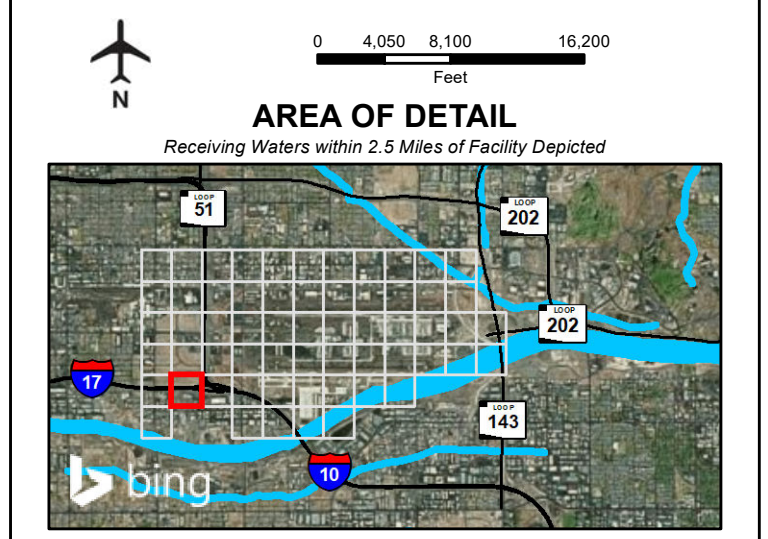 0 4,050 8,100 16,200
Feet
N
AREA OF DETAIL
Receiving Waters within 2.5 Miles of Facility Depicted
LOOP
51
LOOP
202
LOOP
202
17
LOOP
143
10
bing